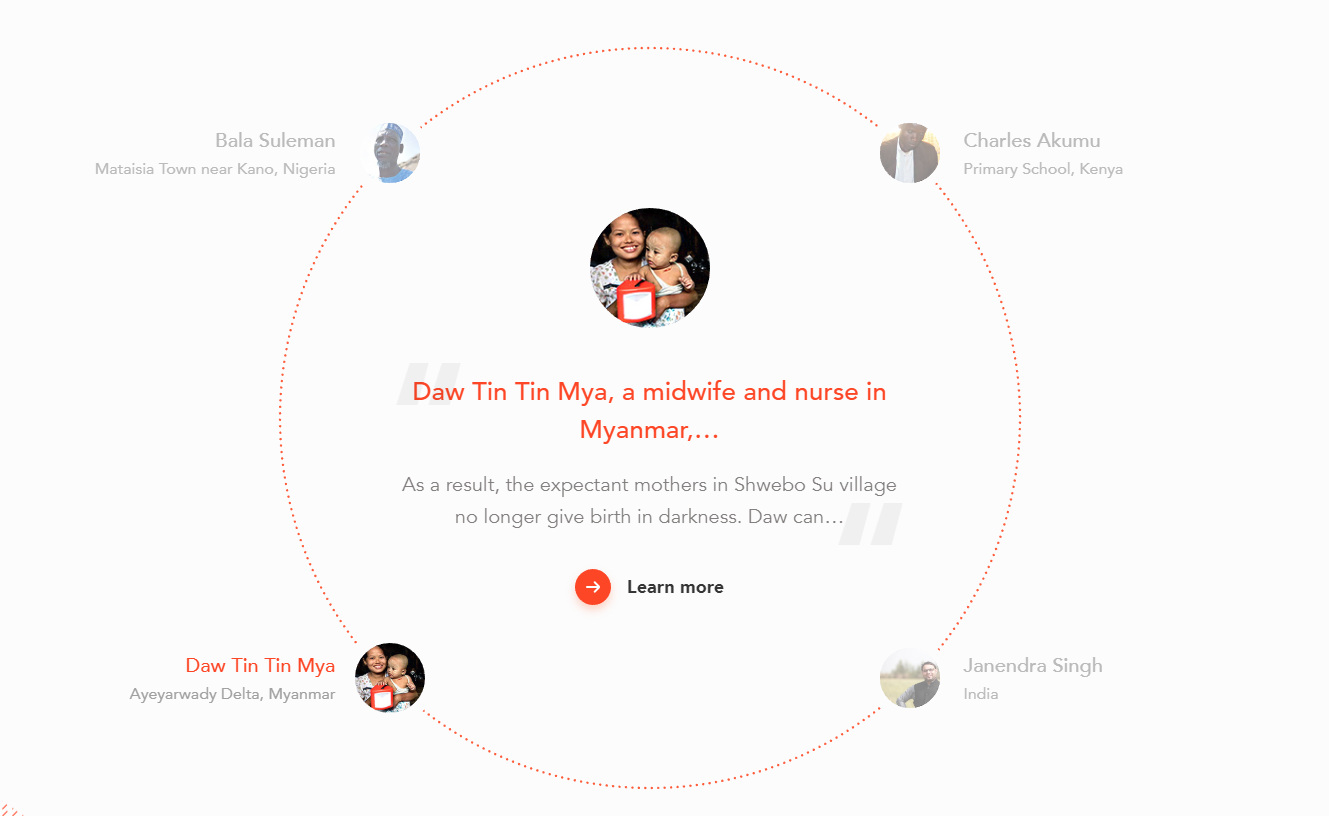 Bala Suleman
Mataisia Town near Kano, Nigeria
Charles Akumu
Primary School, Kenya
Daw Tin Tin Mya, a midwife and nurse in
Myanmar,…
As a result, the expectant mothers in Shwebo Su village
no longer give birth in darkness. Daw can…
Learn more
Daw Tin Tin Mya
Ayeyarwady Delta, Myanmar
Janendra Singh
India